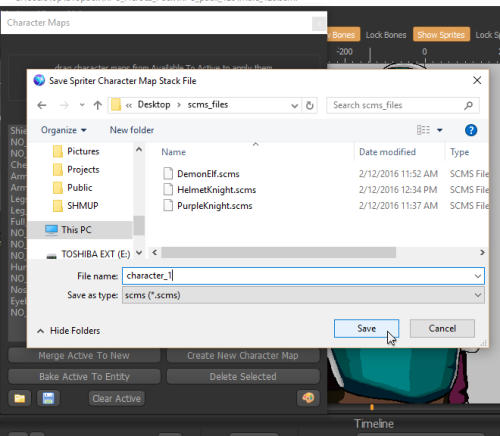 Character Maps
Bones
Lock Bones
Show Sprites
Lock Sp
-200
0
drag character maps from Available To Active to apply them
Save Spriter Character Map Stack File
« Desktop › scms_files
Search scms_files
Organize
New folder
Pictures
Projects
Public
SHMUP
This PC
TOSHIBA EXT (E:)
Name
Date modified
Type
DemonElf.scms
2/12/2016 11:52 AM
SCMS File
HelmetKnight.scms
2/12/2016 12:34 PM
SCMS File
PurpleKnight.scms
2/12/2016 11:37 AM
SCMS File
Shie
NO_
NO_
Che
Arm
Arm
Leg
Leg
Full
NO_
NO_
NO_
Hur
NO_
Nos
Eye
NO_
File name:
character_1
Save as type:
scms (*.scms)
Hide Folders
Save
Cancel
Merge Active To New
Create New Character Map
Bake Active To Entity
Delete Selected
Clear Active
Timeline